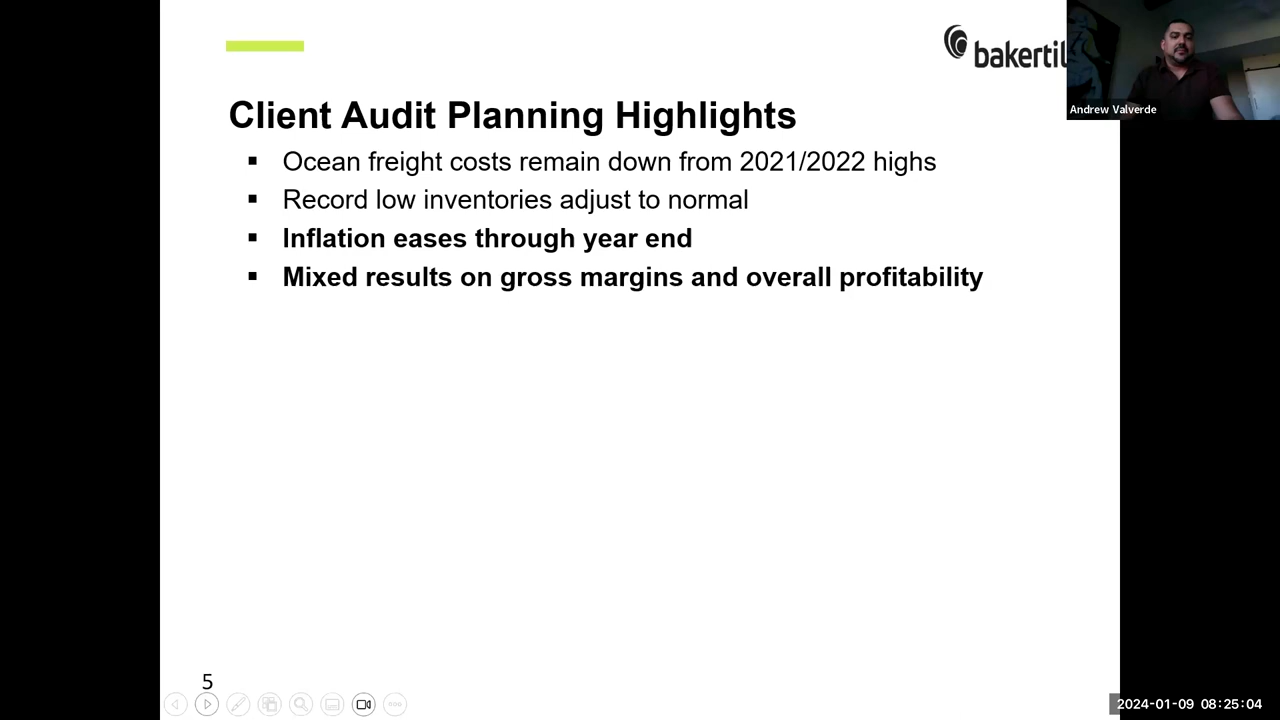 bakertil
Andrew Valverde
Client Audit Planning Highlights
▪ Ocean freight costs remain down from 2021/2022 highs
▪ Record low inventories adjust to normal
▪ Inflation eases through year end
▪ Mixed results on gross margins and overall profitability
5
2024-01-09 08:25:04